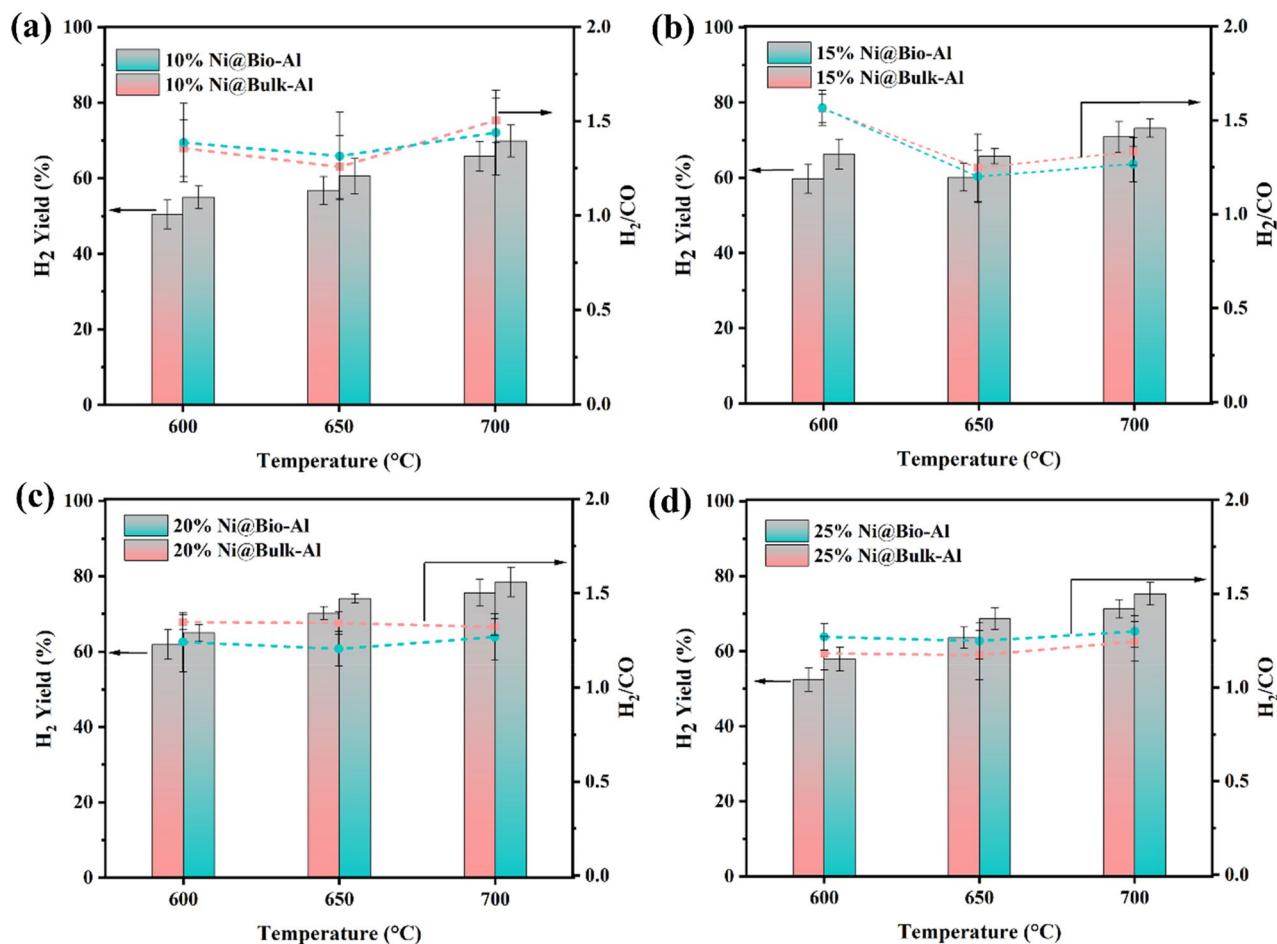 (a)
100
80
60
40
20
0
H₂ Yield (%)
10% Ni@Bio-Al
10% Ni@Bulk-Al
2.0
1.5
1.0
0.5
0.0
H₂/CO
600
650
700
Temperature (°C)
(b)
100
80
60
40
20
0
H₂ Yield (%)
15% Ni@Bio-Al
15% Ni@Bulk-Al
2.0
1.5
1.0
0.5
0.0
H₂/CO
600
650
700
Temperature (°C)
(c)
100
80
60
40
20
0
H₂ Yield (%)
20% Ni@Bio-Al
20% Ni@Bulk-Al
2.0
1.5
1.0
0.5
0.0
H₂/CO
600
650
700
Temperature (°C)
(d)
100
80
60
40
20
0
H₂ Yield (%)
25% Ni@Bio-Al
25% Ni@Bulk-Al
2.0
1.5
1.0
0.5
0.0
H₂/CO
600
650
700
Temperature (°C)